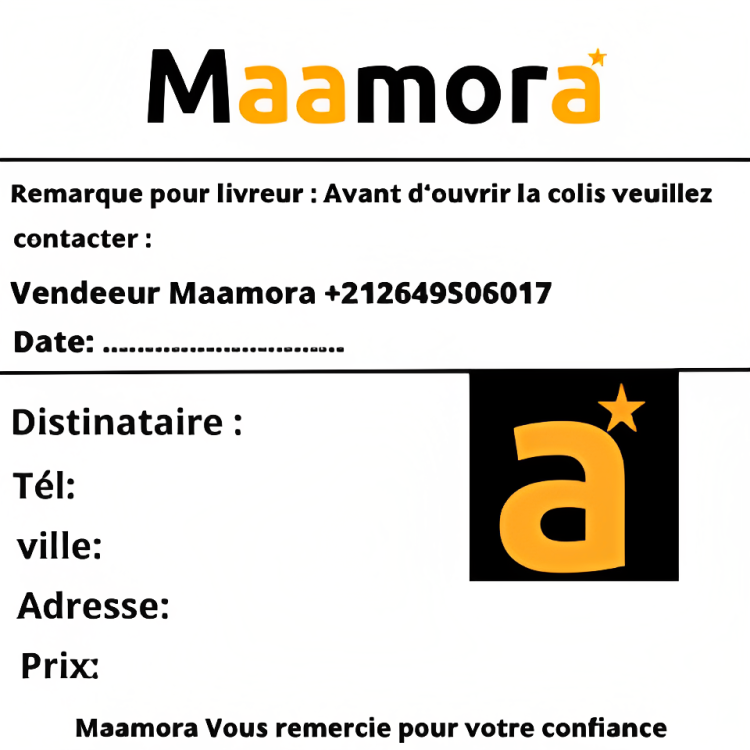 Maamora
Remarque pour livreur : Avant d‘ouvrir la colis veuillez
contacter :
Vendeeur Maamora +212649506017
Date: ................................
Distinataire :
a
Tél:
ville:
Adresse:
Prix:
Maamora Vous remercie pour votre confiance